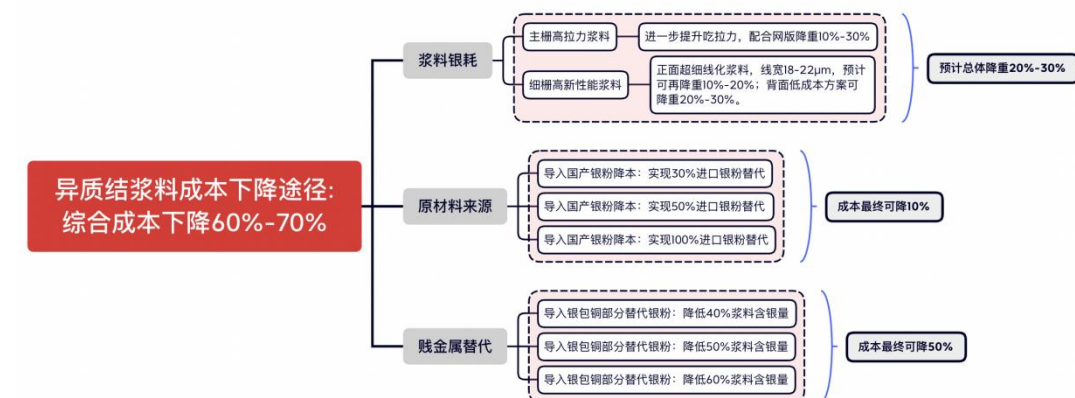 异质结浆料成本下降途径:
综合成本下降60%-70%
浆料银耗
主栅高拉力浆料
进一步提升吃拉力，配合网版降重10%-30%
细栅高新性能浆料
正面超细线化浆料，线宽18-22μm，预计
可再降重10%-20%；背面低成本方案可
降重20%-30%。
预计总体降重20%-30%
原材料来源
导入国产银粉降本：实现30%进口银粉替代
导入国产银粉降本：实现50%进口银粉替代
导入国产银粉降本：实现100%进口银粉替代
成本最终可降10%
贱金属替代
导入银包铜部分替代银粉：降低40%浆料含银量
导入银包铜部分替代银粉：降低50%浆料含银量
导入银包铜部分替代银粉：降低60%浆料含银量
成本最终可降50%